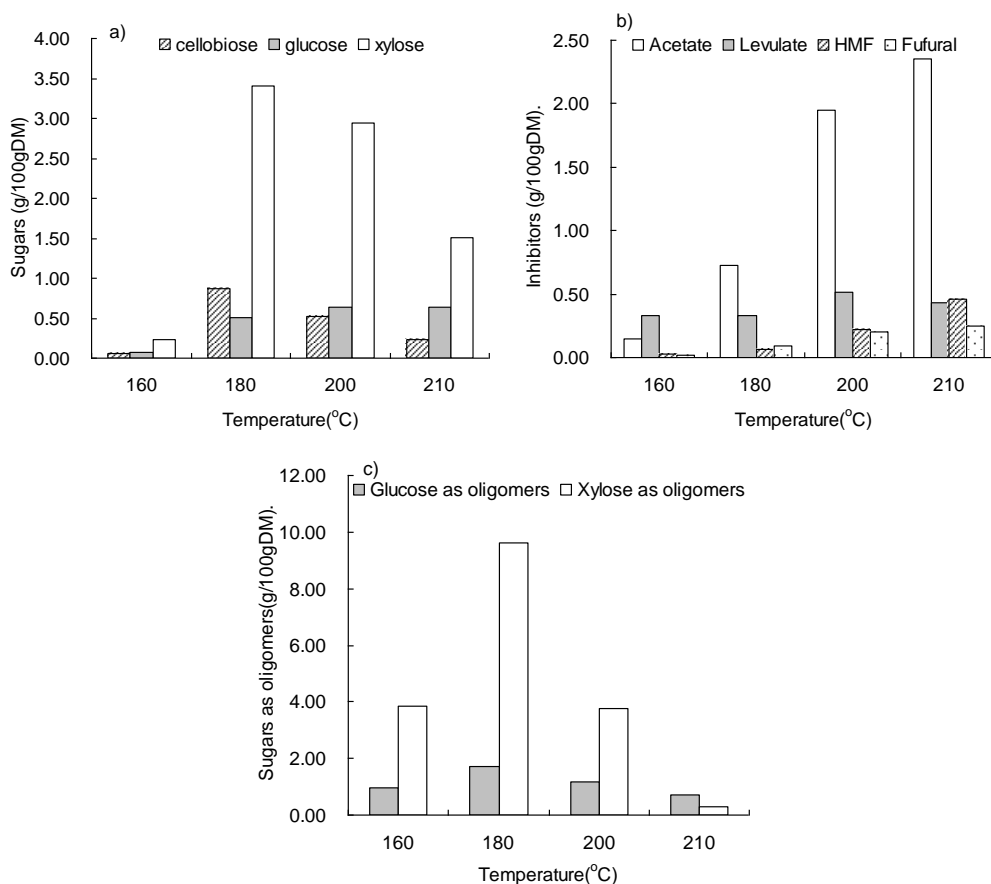 a)
cellobiose glucose xylose
Sugars (g/100gDM)
4.00
3.50
3.00
2.50
2.00
1.50
1.00
0.50
0.00
160 180 200 210
Temperature(°C)
b)
Acetate Levulate HMF Fufural
Inhibitors (g/100gDM).
2.50
2.00
1.50
1.00
0.50
0.00
160 180 200 210
Temperature(°C)
c)
Glucose as oligomers Xylose as oligomers
Sugars as oligomers(g/100gDM).
12.00
10.00
8.00
6.00
4.00
2.00
0.00
160 180 200 210
Temperature(°C)